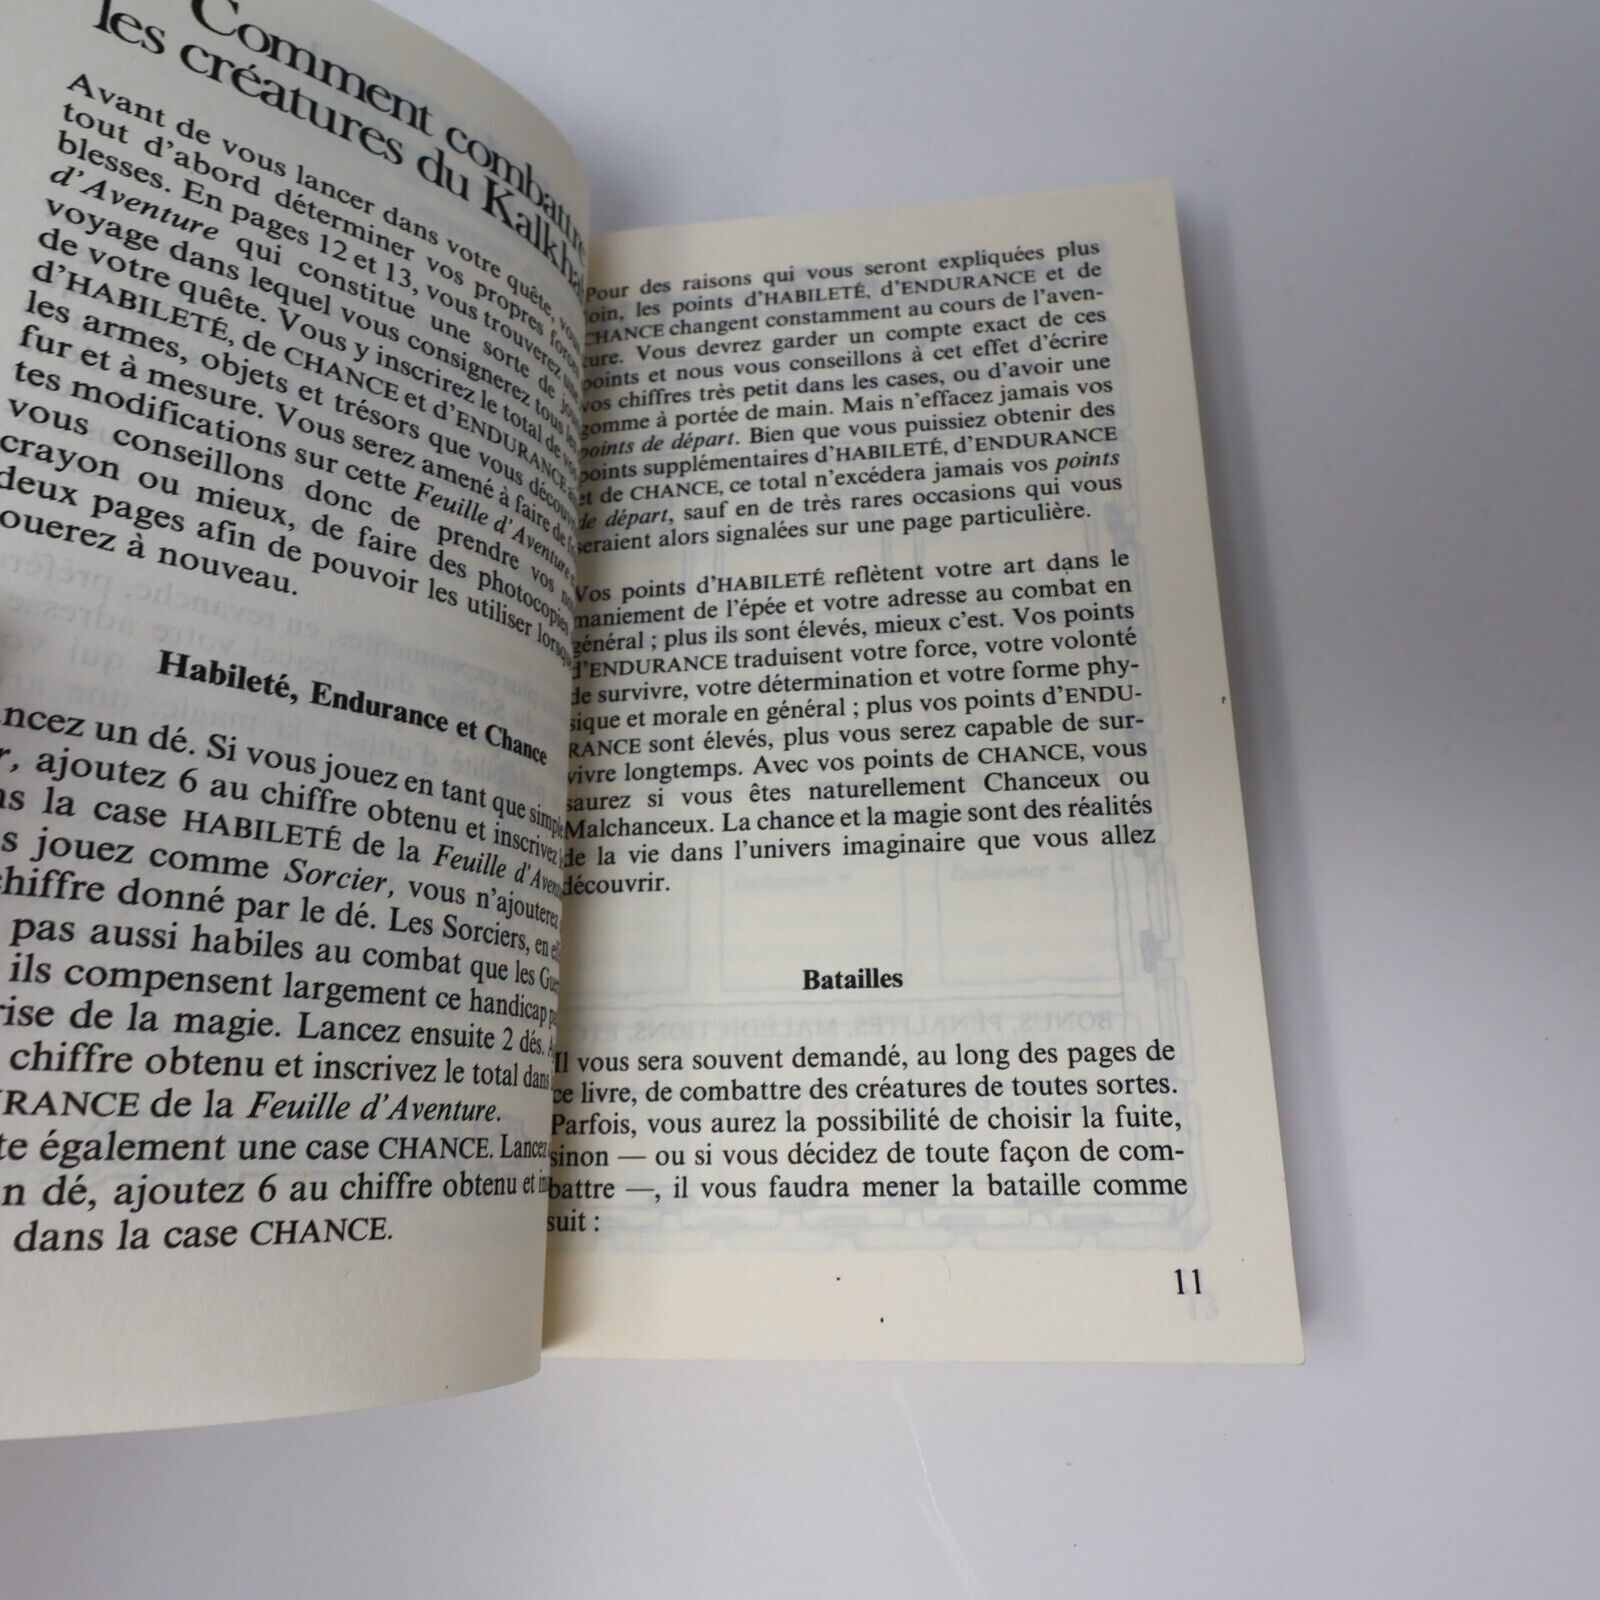 Comment combattre
les créatures du
Avant de vous lancer dans votre quête,
tout d'abord déterminer vos propres
blesses. En pages 12 et 13, vous trouverez
d'Aventure qui constitue une sorte de
voyage dans lequel vous consignerez tous
de votre quête. Vous y inscrirez le total de
d'HABILETÉ, de CHANCE et d'ENDURANCE
les armes, objets et trésors que vous
fur et à mesure. Vous serez amené à faire de
tes modifications sur cette Feuille d'Aventure
vous conseillons donc de prendre vos
crayon ou mieux, de faire des photocopies
deux pages afin de pouvoir les utiliser
ouerez à nouveau.
Habileté, Endurance et Chance
ncez un dé. Si vous jouez en tant que
r, ajoutez 6 au chiffre obtenu et inscrivez
ns la case HABILETÉ de la Feuille
s jouez comme Sorcier, vous n'ajouterez
chiffre donné par le dé. Les Sorciers, en
pas aussi habiles au combat que les
ils compensent largement ce handicap
rise de la magie. Lancez ensuite 2 dés.
chiffre obtenu et inscrivez le total dans
URANCE de la Feuille d'Aventure.
te également une case CHANCE. Lancez
n dé, ajoutez 6 au chiffre obtenu et
dans la case CHANCE.
Pour des raisons qui vous seront expliquées plus
loin, les points d'HABILETÉ, d'ENDURANCE et de
CHANCE changent constamment au cours de l'aven-
ture. Vous devrez garder un compte exact de ces
points et nous vous conseillons à cet effet d'écrire
vos chiffres très petit dans les cases, ou d'avoir une
gomme à portée de main. Mais n'effacez jamais vos
points de départ. Bien que vous puissiez obtenir des
points supplémentaires d'HABILETÉ, d'ENDURANCE
et de CHANCE, ce total n'excédera jamais vos points
de départ, sauf en de très rares occasions qui vous
seraient alors signalées sur une page particulière.
Vos points d'HABILETÉ reflètent votre art dans le
maniement de l'épée et votre adresse au combat en
général ; plus ils sont élevés, mieux c'est. Vos points
d'ENDURANCE traduisent votre force, votre volonté
de survivre, votre détermination et votre forme phy-
sique et morale en général ; plus vos points d'ENDU-
RANCE sont élevés, plus vous serez capable de sur-
vivre longtemps. Avec vos points de CHANCE, vous
saurez si vous êtes naturellement Chanceux ou
Malchanceux. La chance et la magie sont des réalités
de la vie dans l'univers imaginaire que vous allez
découvrir.
Batailles
Il vous sera souvent demandé, au long des pages de
ce livre, de combattre des créatures de toutes sortes.
Parfois, vous aurez la possibilité de choisir la fuite,
sinon — ou si vous décidez de toute façon de com-
battre —, il vous faudra mener la bataille comme
suit :
11